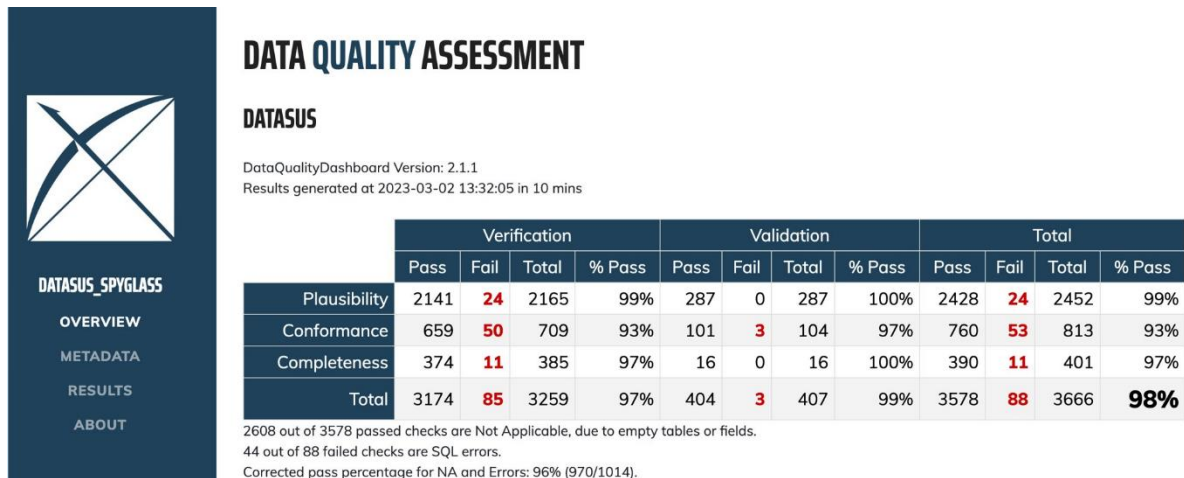 DATA QUALITY ASSESSMENT
DATASUS
DataQualityDashboard Version: 2.1.1
Results generated at 2023-03-02 13:32:05 in 10 mins
DATASUS_SPYGLASS
OVERVIEW
METADATA
RESULTS
ABOUT
Verification Validation Total
Pass Fail Total % Pass Pass Fail Total % Pass Pass Fail Total % Pass
Plausibility 2141 24 2165 99% 287 0 287 100% 2428 24 2452 99%
Conformance 659 50 709 93% 101 3 104 97% 760 53 813 93%
Completeness 374 11 385 97% 16 0 16 100% 390 11 401 97%
Total 3174 85 3259 97% 404 3 407 99% 3578 88 3666 98%
2608 out of 3578 passed checks are Not Applicable, due to empty tables or fields.
44 out of 88 failed checks are SQL errors.
Corrected pass percentage for NA and Errors: 96% (970/1014).